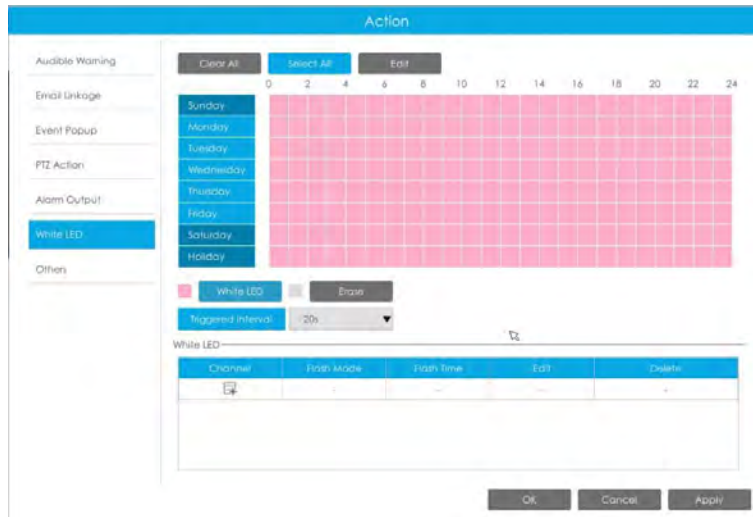 Action
Audible Warning
Email Linkage
Event Popup
PTZ Action
Alarm Output
White LED
Others
Clear All Select All Edit
0 2 4 6 8 10 12 14 16 18 20 22 24
Sunday
Monday
Tuesday
Wednesday
Thursday
Friday
Saturday
Holiday
White LED Erase
Triggered Interval 20s
White LED
Channel Flash Mode Flash Time Edit Delete
- - - -
OK Cancel Apply